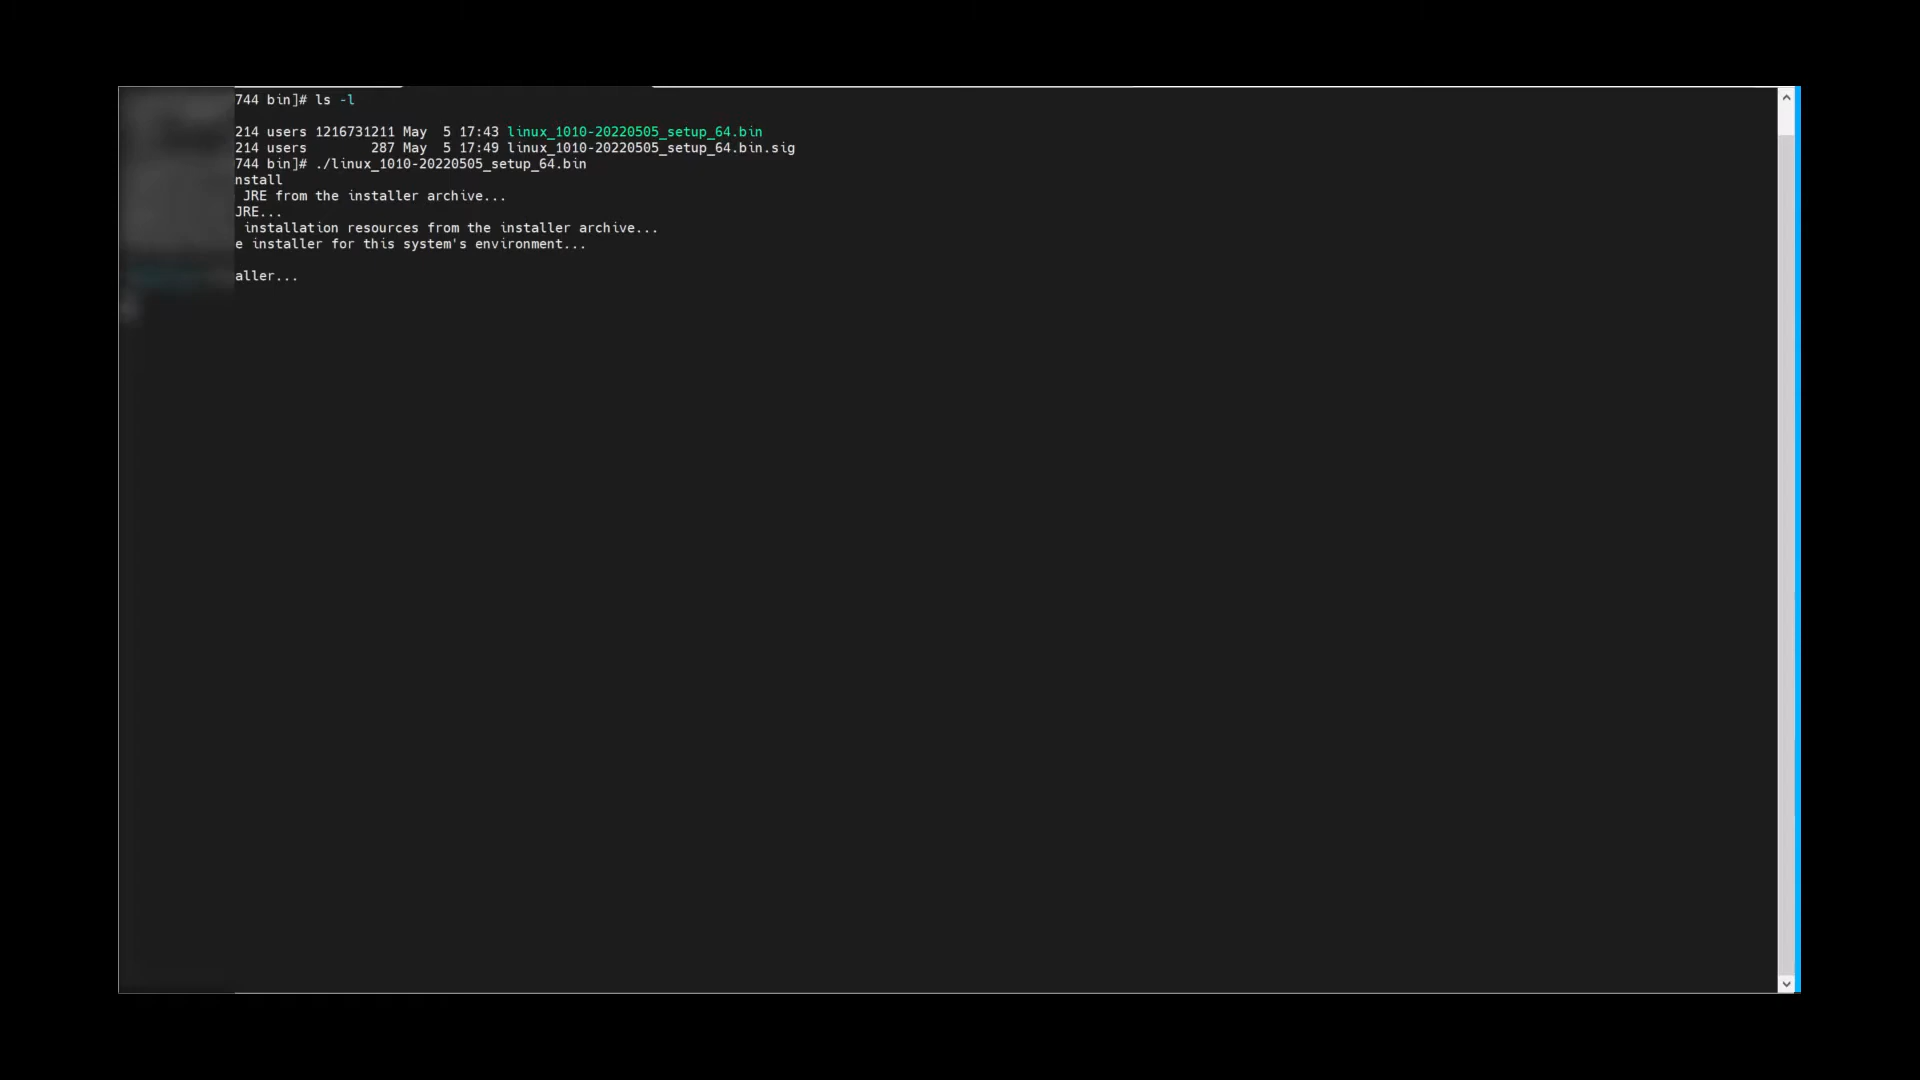 744 bin]# ls -l
214 users 1216731211 May  5 17:43 linux_1010-20220505_setup_64.bin
214 users        287 May  5 17:49 linux_1010-20220505_setup_64.bin.sig
744 bin]# ./linux_1010-20220505_setup_64.bin
nstall
JRE from the installer archive...
JRE...
installation resources from the installer archive...
e installer for this system's environment...
aller...